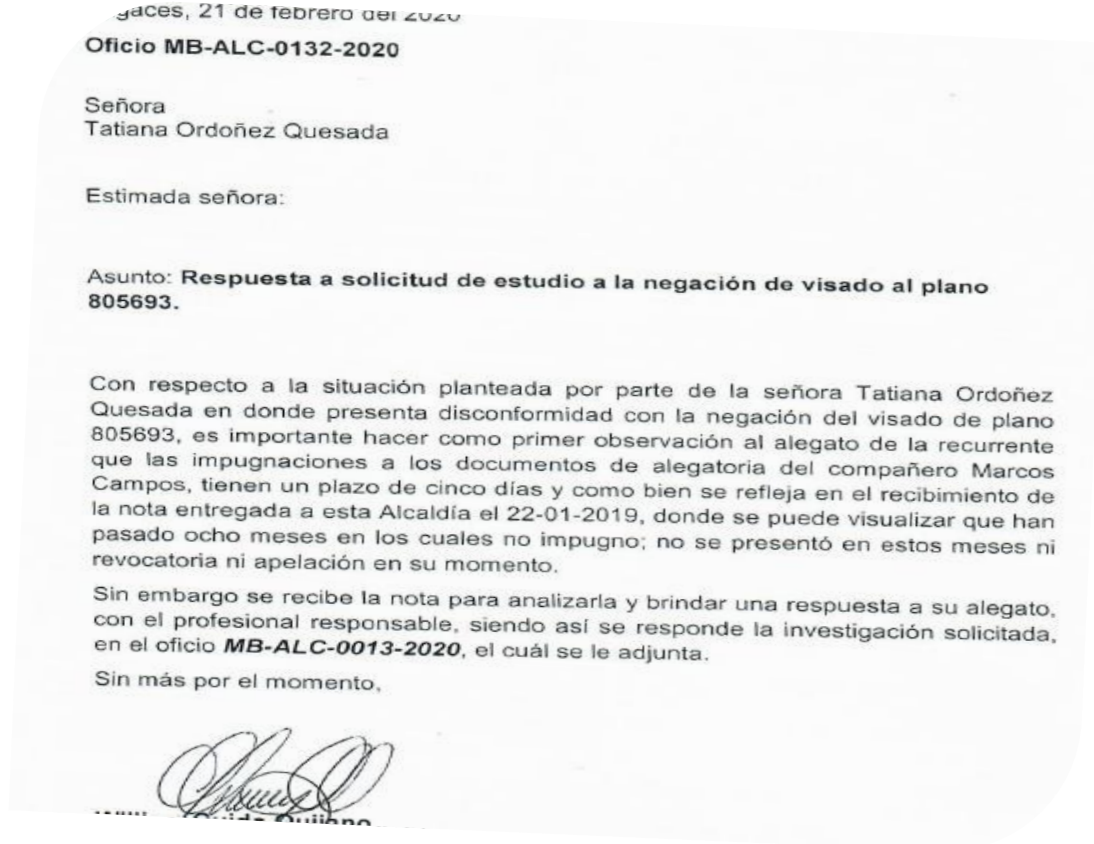 gaces, 21 de febrero del 2020
Oficio MB-ALC-0132-2020
Señora
Tatiana Ordoñez Quesada
Estimada señora:
Asunto: Respuesta a solicitud de estudio a la negación de visado al plano
805693.
Con respecto a la situación planteada por parte de la señora Tatiana Ordoñez
Quesada en donde presenta disconformidad con la negación del visado de plano
805693, es importante hacer como primer observación al alegato de la recurrente
que las impugnaciones a los documentos de alegatoria del compañero Marcos
Campos, tienen un plazo de cinco días y como bien se refleja en el recibimiento de
la nota entregada a esta Alcaldía el 22-01-2019, donde se puede visualizar que han
pasado ocho meses en los cuales no impugno; no se presentó en estos meses ni
revocatoria ni apelación en su momento.
Sin embargo se recibe la nota para analizarla y brindar una respuesta a su alegato,
con el profesional responsable, siendo así se responde la investigación solicitada,
en el oficio MB-ALC-0013-2020, el cuál se le adjunta.
Sin más por el momento,
Quijano